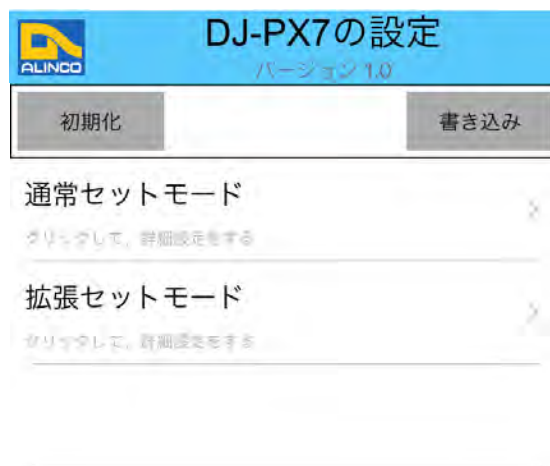 DJ-PX7の設定
ALINCO
バージョン 1.0
初期化
書き込み
通常セットモード
クリックして、詳細設定をする
拡張セットモード
クリックして、詳細設定をする